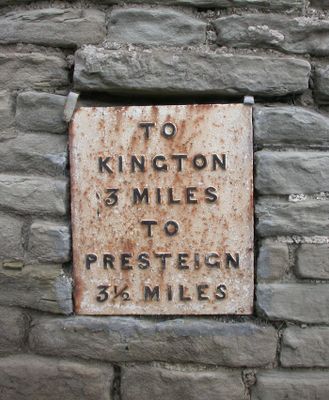 TO
KINGTON
3 MILES
TO
PRESTEIGN
3½ MILES